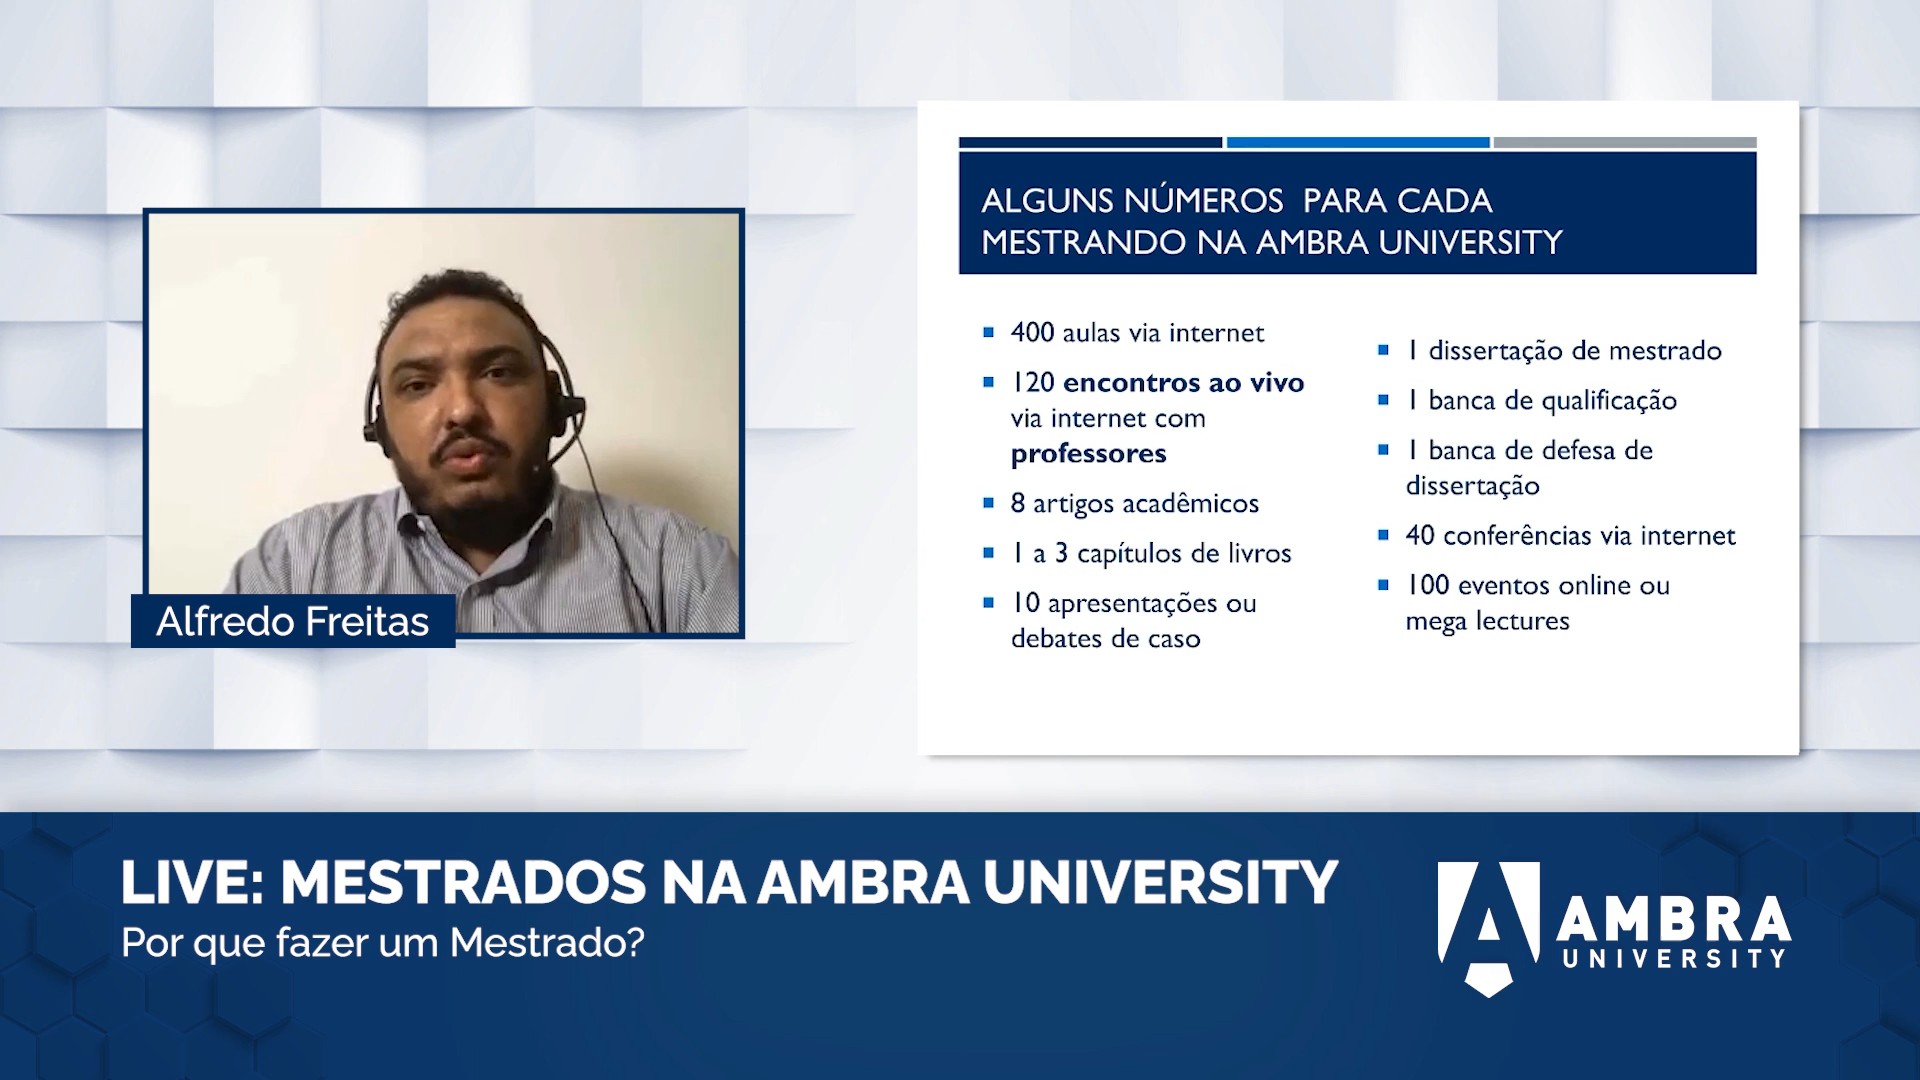 Alfredo Freitas
ALGUNS NÚMEROS PARA CADA
MESTRANDO NA AMBRA UNIVERSITY
400 aulas via internet
120 encontros ao vivo
via internet com
professores
8 artigos acadêmicos
1 a 3 capítulos de livros
10 apresentações ou
debates de caso
1 dissertação de mestrado
1 banca de qualificação
1 banca de defesa de
dissertação
40 conferências via internet
100 eventos online ou
mega lectures
LIVE: MESTRADOS NA AMBRA UNIVERSITY
Por que fazer um Mestrado?
AMBRA
UNIVERSITY